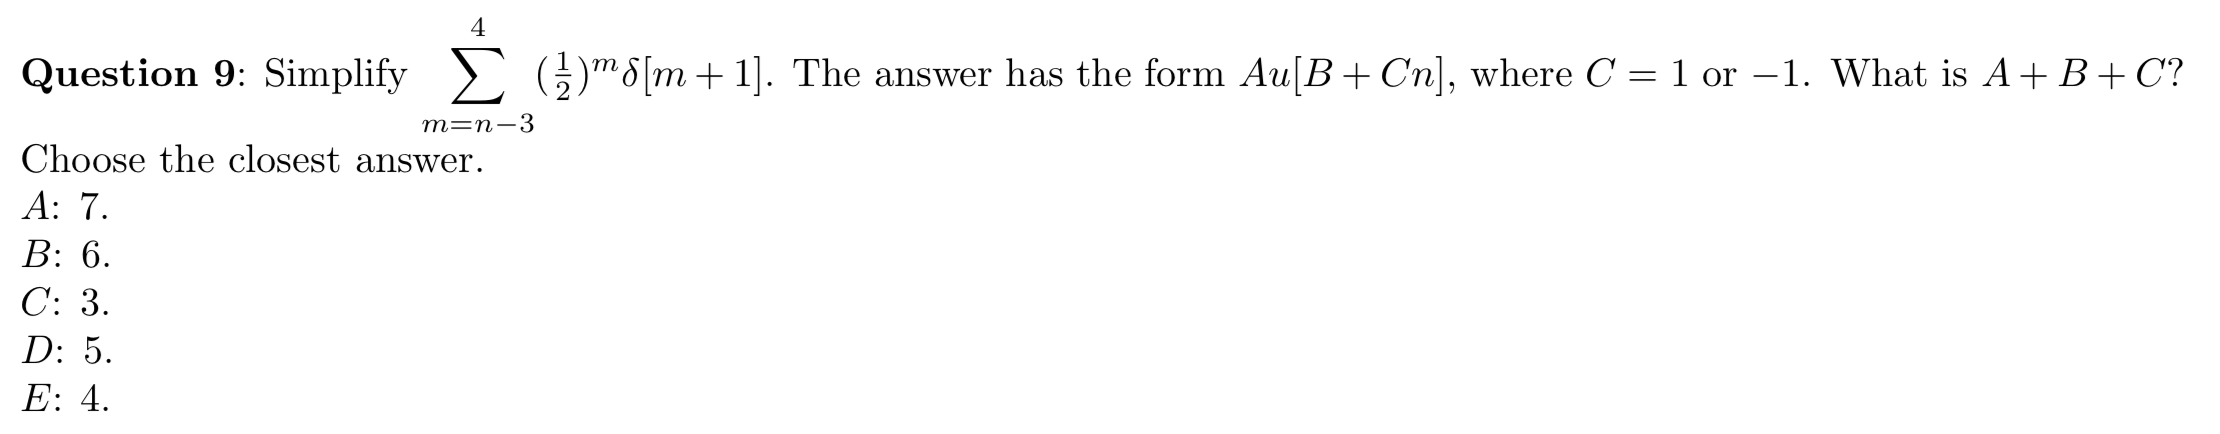 Question 9: Simplify $\sum_{m=n-3}^{4} (\frac{1}{2})^m \delta[m+1]$. The answer has the form $Au[B+Cn]$, where $C = 1$ or $-1$. What is $A+B+C$?
Choose the closest answer.
A: 7.
B: 6.
C: 3.
D: 5.
E: 4.